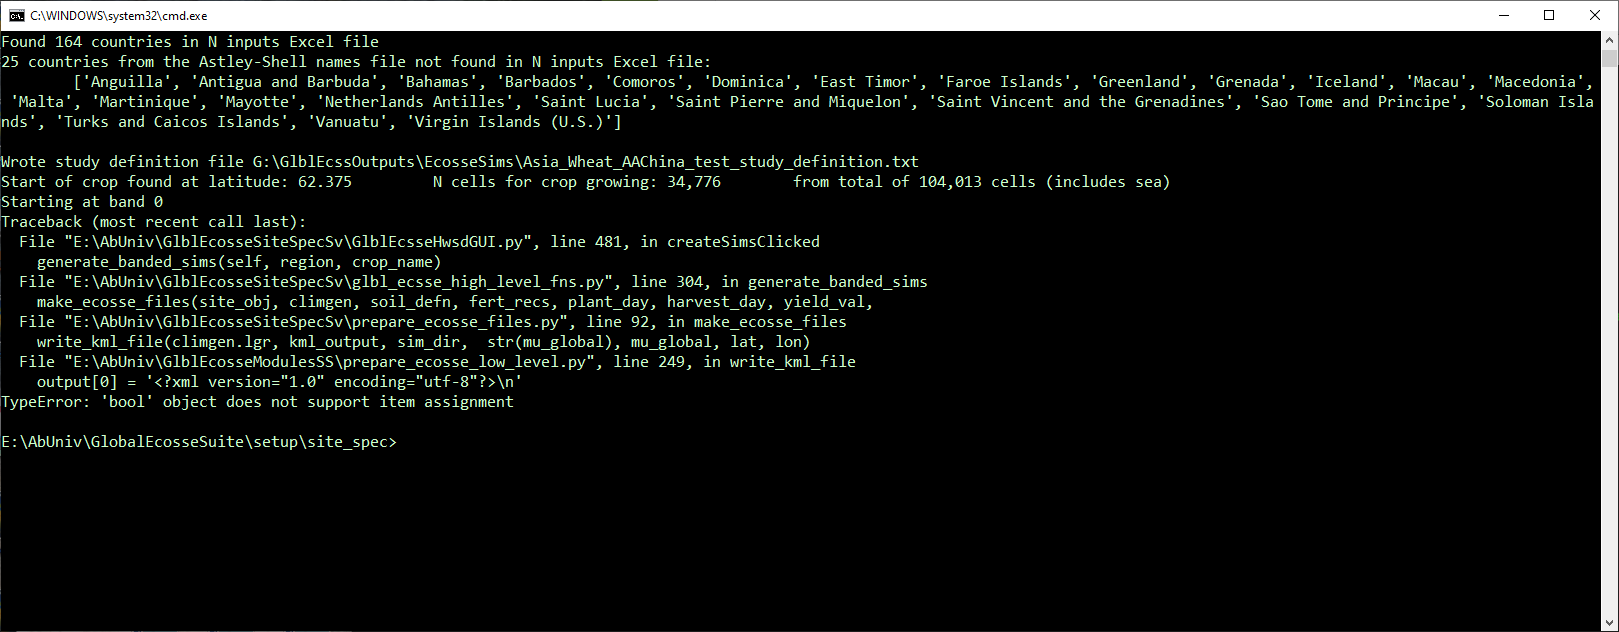 C:\WINDOWS\system32\cmd.exe
Found 164 countries in N inputs Excel file
25 countries from the Astley-Shell names file not found in N inputs Excel file:
        ['Anguilla', 'Antigua and Barbuda', 'Bahamas', 'Barbados', 'Comoros', 'Dominica', 'East Timor', 'Faroe Islands', 'Greenland', 'Grenada', 'Iceland', 'Macau', 'Macedonia',
 'Malta', 'Martinique', 'Mayotte', 'Netherlands Antilles', 'Saint Lucia', 'Saint Pierre and Miquelon', 'Saint Vincent and the Grenadines', 'Sao Tome and Principe', 'Soloman Isla
nds', 'Turks and Caicos Islands', 'Vanuatu', 'Virgin Islands (U.S.)']
Wrote study definition file G:\GlblEcssOutputs\EcosseSims\Asia_Wheat_AAChina_test_study_definition.txt
Start of crop found at latitude: 62.375         N cells for crop growing: 34,776        from total of 104,013 cells (includes sea)
Starting at band 0
Traceback (most recent call last):
  File "E:\AbUniv\GlblEcosseSiteSpecSv\GlblEcsseHwsdGUI.py", line 481, in createSimsClicked
    generate_banded_sims(self, region, crop_name)
  File "E:\AbUniv\GlblEcosseSiteSpecSv\glbl_ecsse_high_level_fns.py", line 304, in generate_banded_sims
    make_ecosse_files(site_obj, climgen, soil_defn, fert_recs, plant_day, harvest_day, yield_val,
  File "E:\AbUniv\GlblEcosseSiteSpecSv\prepare_ecosse_files.py", line 92, in make_ecosse_files
    write_kml_file(climgen.lgr, kml_output, sim_dir,  str(mu_global), mu_global, lat, lon)
  File "E:\AbUniv\GlblEcosseModulesSS\prepare_ecosse_low_level.py", line 249, in write_kml_file
    output[0] = '<?xml version="1.0" encoding="utf-8"?>\n'
TypeError: 'bool' object does not support item assignment
E:\AbUniv\GlobalEcosseSuite\setup\site_spec>